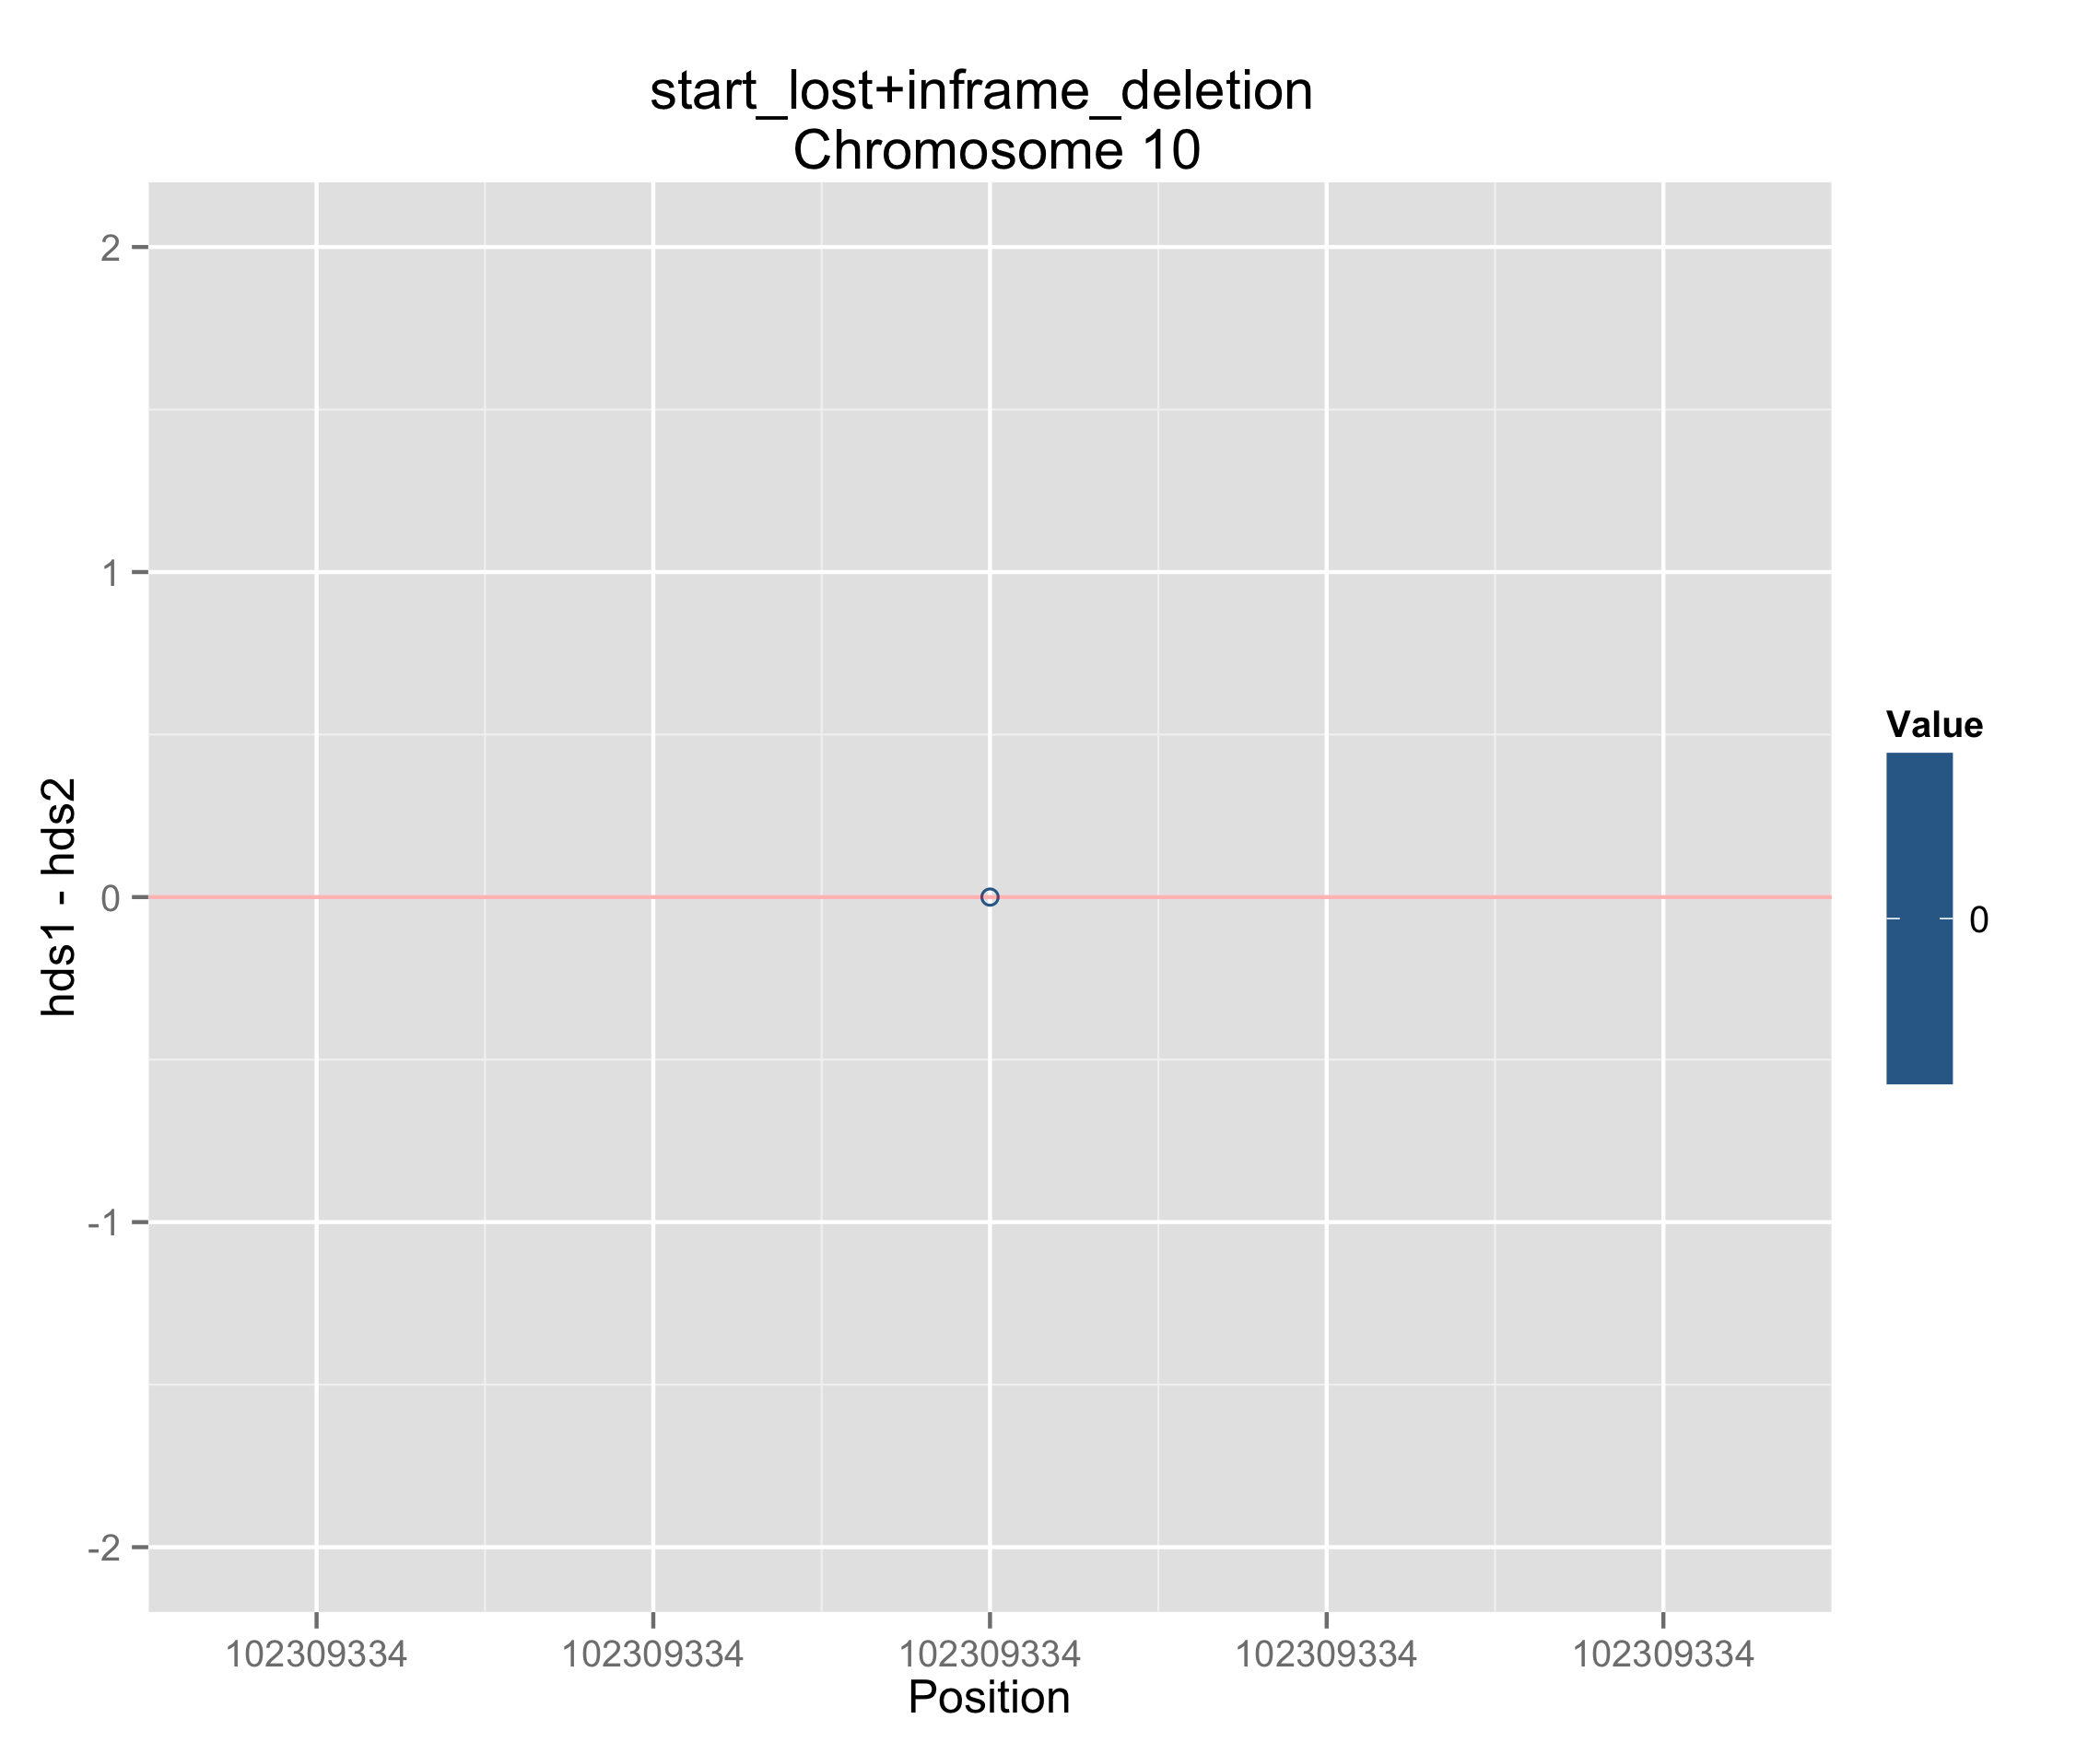 start_lost+inframe_deletion
Chromosome 10
2
1
0
-1
-2
hds1 - hds2
102309334 102309334 102309334 102309334 102309334
Position
Value
0